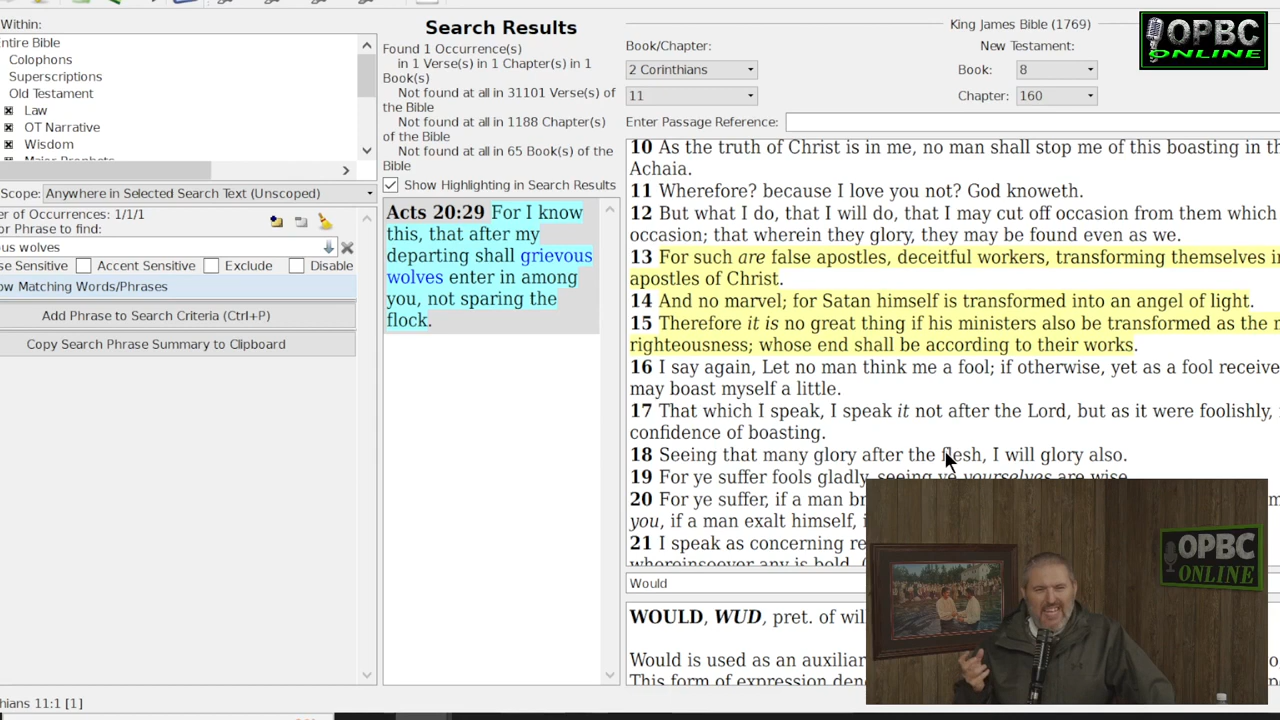 Within:
Entire Bible
Colophons
Superscriptions
Old Testament
Law
OT Narrative
Wisdom
Major Prophets
Scope: Anywhere in Selected Search Text (Unscoped)
of Occurrences: 1/1/1
or Phrase to find:
wolves
Sensitive Accent Sensitive Exclude Disable
Matching Words/Phrases
Add Phrase to Search Criteria (Ctrl+P)
Copy Search Phrase Summary to Clipboard
11:1 [1]
Search Results
Found 1 Occurrence(s)
in 1 Verse(s) in 1 Chapter(s) in 1
Book(s)
Not found at all in 31101 Verse(s) of
the Bible
Not found at all in 1188 Chapter(s)
of the Bible
Not found at all in 65 Book(s) of the
Bible
Show Highlighting in Search Results
Acts 20:29 For I know
this, that after my
departing shall grievous
wolves enter in among
you, not sparing the
flock.
King James Bible (1769)
Book/Chapter:
New Testament:
2 Corinthians
Book: 8
11
Chapter: 160
Enter Passage Reference:
10 As the truth of Christ is in me, no man shall stop me of this boasting in
Achaia.
11 Wherefore? because I love you not? God knoweth.
12 But what I do, that I will do, that I may cut off occasion from them which
occasion; that wherein they glory, they may be found even as we.
13 For such are false apostles, deceitful workers, transforming themselves
apostles of Christ.
14 And no marvel; for Satan himself is transformed into an angel of light.
15 Therefore it is no great thing if his ministers also be transformed as the
righteousness; whose end shall be according to their works.
16 I say again, Let no man think me a fool; if otherwise, yet as a fool receive
may boast myself a little.
17 That which I speak, I speak it not after the Lord, but as it were foolishly,
confidence of boasting.
18 Seeing that many glory after the flesh, I will glory also.
19 For ye suffer fools gladly, seeing ye yourselves are wise.
20 For ye suffer, if a man
you, if a man exalt himself,
21 I speak as concerning
whereinsoever any is bold,
Would
WOULD, WUD, pret. of
Would is used as an
This form of expression
OPBC
ONLINE
OPBC
ONLINE